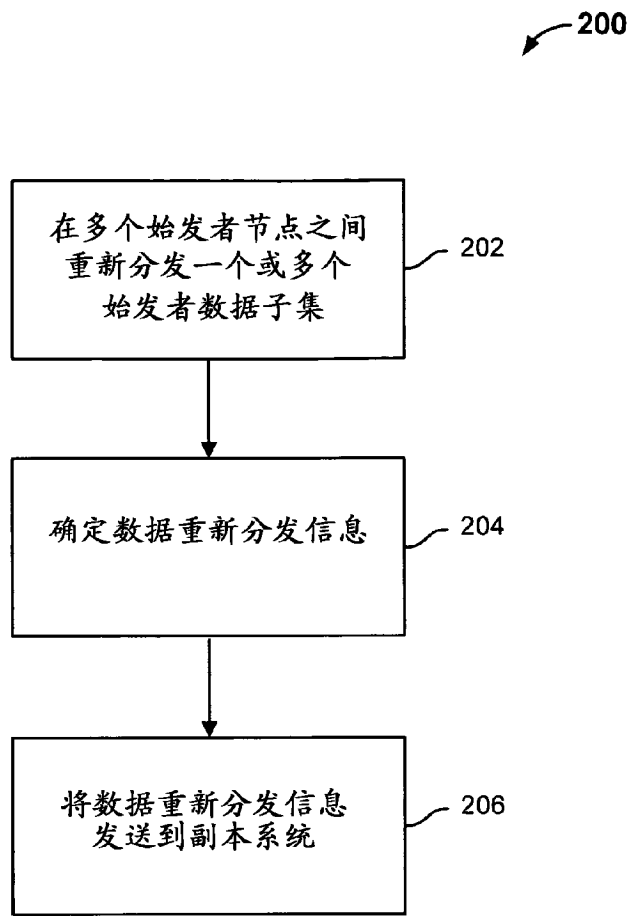 200
在多个始发者节点之间
重新分发一个或多个
始发者数据子集
202
确定数据重新分发信息
204
将数据重新分发信息
发送到副本系统
206